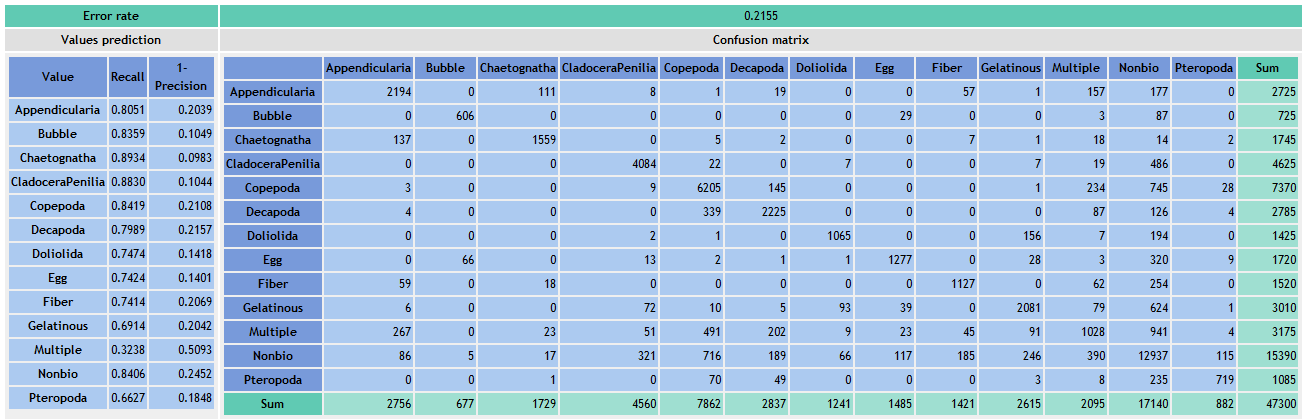 Error rate 0.2155
Values prediction Confusion matrix
Value Recall 1-Precision
Appendicularia 0.8051 0.2039
Bubble 0.8359 0.1049
Chaetognatha 0.8934 0.0983
CladoceraPenilia 0.8830 0.1044
Copepoda 0.8419 0.2108
Decapoda 0.7989 0.2157
Doliolida 0.7474 0.1418
Egg 0.7424 0.1401
Fiber 0.7414 0.2069
Gelatinous 0.6914 0.2042
Multiple 0.3238 0.5093
Nonbio 0.8406 0.2452
Pteropoda 0.6627 0.1848
Appendicularia Bubble Chaetognatha CladoceraPenilia Copepoda Decapoda Doliolida Egg Fiber Gelatinous Multiple Nonbio Pteropoda Sum
Appendicularia 2194 0 111 8 1 19 0 0 57 1 157 177 0 2725
Bubble 0 606 0 0 0 0 0 29 0 0 3 87 0 725
Chaetognatha 137 0 1559 0 5 2 0 0 7 1 18 14 2 1745
CladoceraPenilia 0 0 0 4084 22 0 7 0 0 7 19 486 0 4625
Copepoda 3 0 0 9 6205 145 0 0 0 1 234 745 28 7370
Decapoda 4 0 0 0 339 2225 0 0 0 0 87 126 4 2785
Doliolida 0 0 0 2 1 0 1065 0 0 156 7 194 0 1425
Egg 0 66 0 13 2 1 1 1277 0 28 3 320 9 1720
Fiber 59 0 18 0 0 0 0 0 1127 0 62 254 0 1520
Gelatinous 6 0 0 72 10 5 93 39 0 2081 79 624 1 3010
Multiple 267 0 23 51 491 202 9 23 45 91 1028 941 4 3175
Nonbio 86 5 17 321 716 189 66 117 185 246 390 12937 115 15390
Pteropoda 0 0 1 0 70 49 0 0 0 3 8 235 719 1085
Sum 2756 677 1729 4560 7862 2837 1241 1485 1421 2615 2095 17140 882 47300